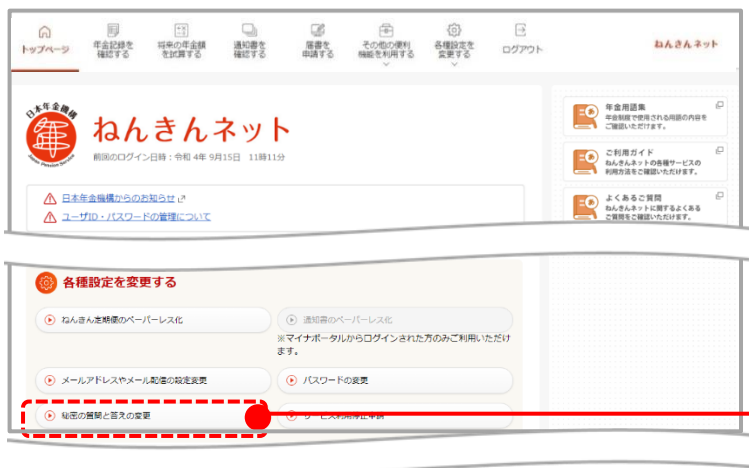 トップページ
年金記録を
確認する
将来の年金額
を試算する
通知書を
確認する
届書を
申請する
その他の便利
機能を利用する
各種設定を
変更する
ログアウト
ねんきんネット
日本年金機構
Japan Pension Service
ねんきんネット
前回のログイン日時:令和 4年 9月15日 11時11分
日本年金機構からのお知らせ
ユーザID・パスワードの管理について
年金用語集
年金制度で使用される用語の内容を
ご確認いただけます。
ご利用ガイド
ねんきんネットの各種サービスの
利用方法をご確認いただけます。
よくあるご質問
ねんきんネットに関するよくある
ご質問をご確認いただけます。
各種設定を変更する
ねんきん定期便のペーパーレス化
通知書のペーパーレス化
※マイナポータルからログインされた方のみご利用いただけ
ます。
メールアドレスやメール配信の設定変更
パスワードの変更
秘密の質問と答えの変更
サービス利用停止申請